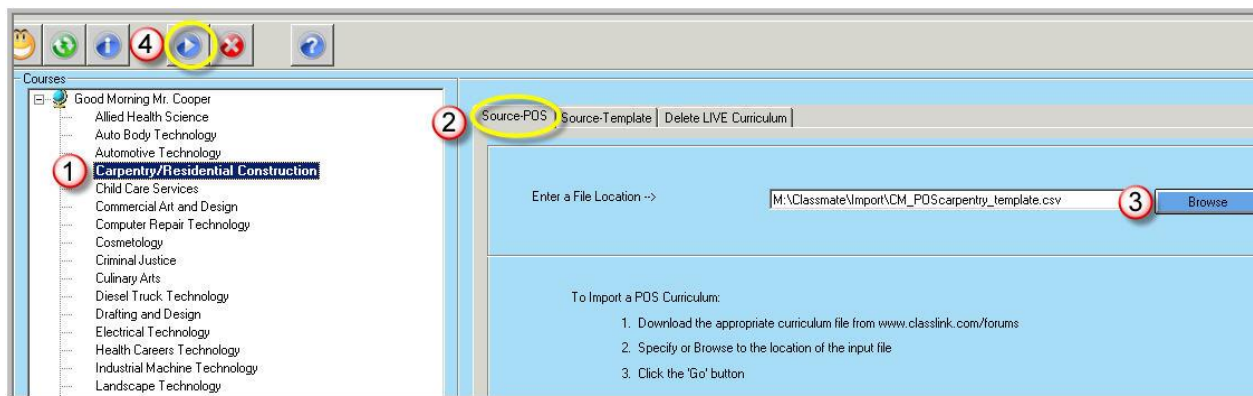 4
Courses
Good Morning Mr. Cooper
Allied Health Science
Auto Body Technology
Automotive Technology
1
Carpentry/Residential Construction
Child Care Services
Commercial Art and Design
Computer Repair Technology
Cosmetology
Criminal Justice
Culinary Arts
Diesel Truck Technology
Drafting and Design
Electrical Technology
Health Careers Technology
Industrial Machine Technology
Landscape Technology
2
Source-POS Source-Template Delete LIVE Curriculum
Enter a File Location -->
M:\Classmate\Import\CM_POScarpentry_template.csv
3
Browse
To Import a POS Curriculum:
1. Download the appropriate curriculum file from www.classlink.com/forums
2. Specify or Browse to the location of the input file
3. Click the 'Go' button